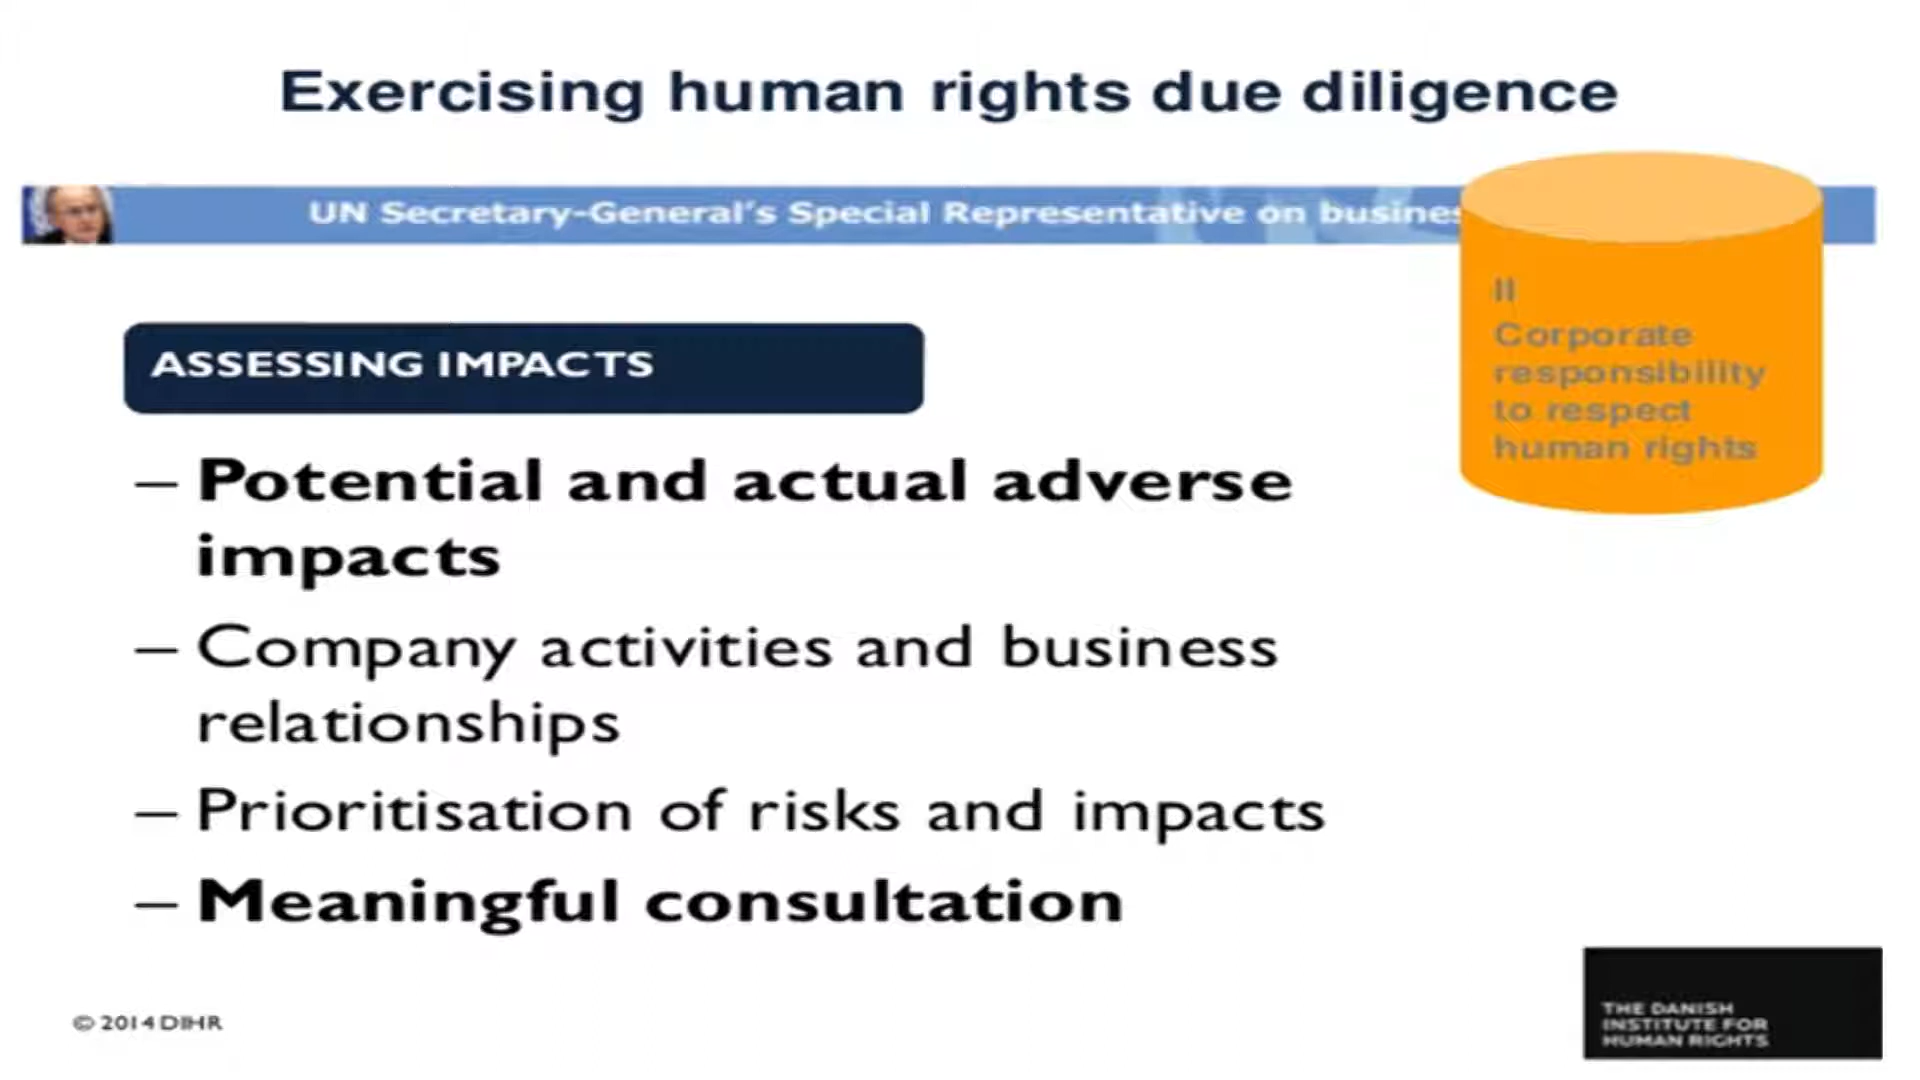 Exercising human rights due diligence
UN Secretary-General's Special Representative on busines
II
Corporate
responsibility
to respect
human rights
ASSESSING IMPACTS
– Potential and actual adverse
impacts
– Company activities and business
relationships
– Prioritisation of risks and impacts
– Meaningful consultation
© 2014 DIHR
THE DANISH
INSTITUTE FOR
HUMAN RIGHTS